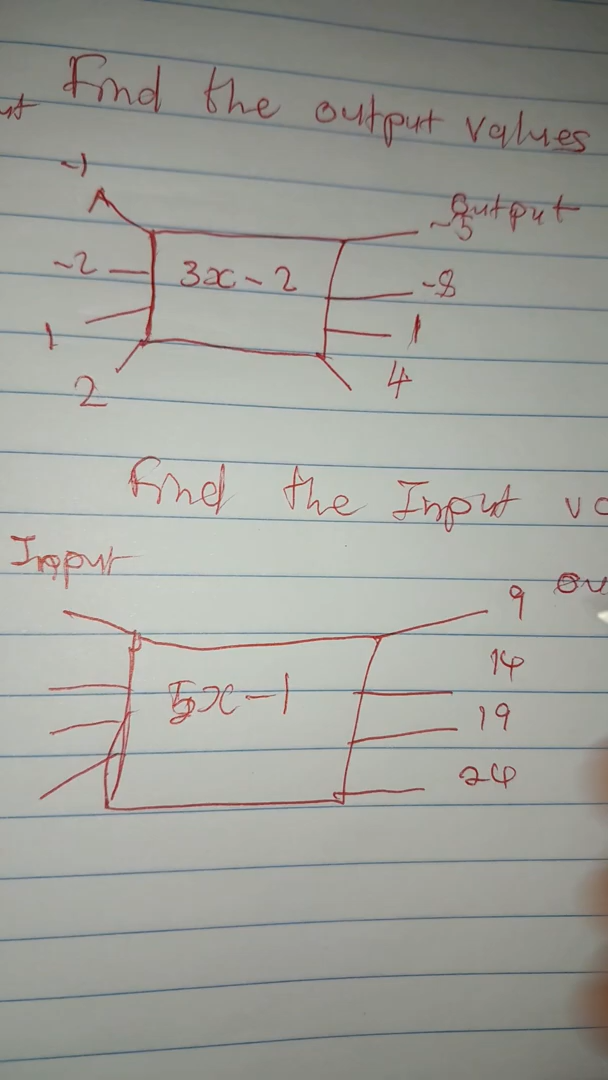 Find the output values
-1
output
-5
-2
3x-2
-8
1
1
2
4
Find the Input
Input
9
14
5x-1
19
24